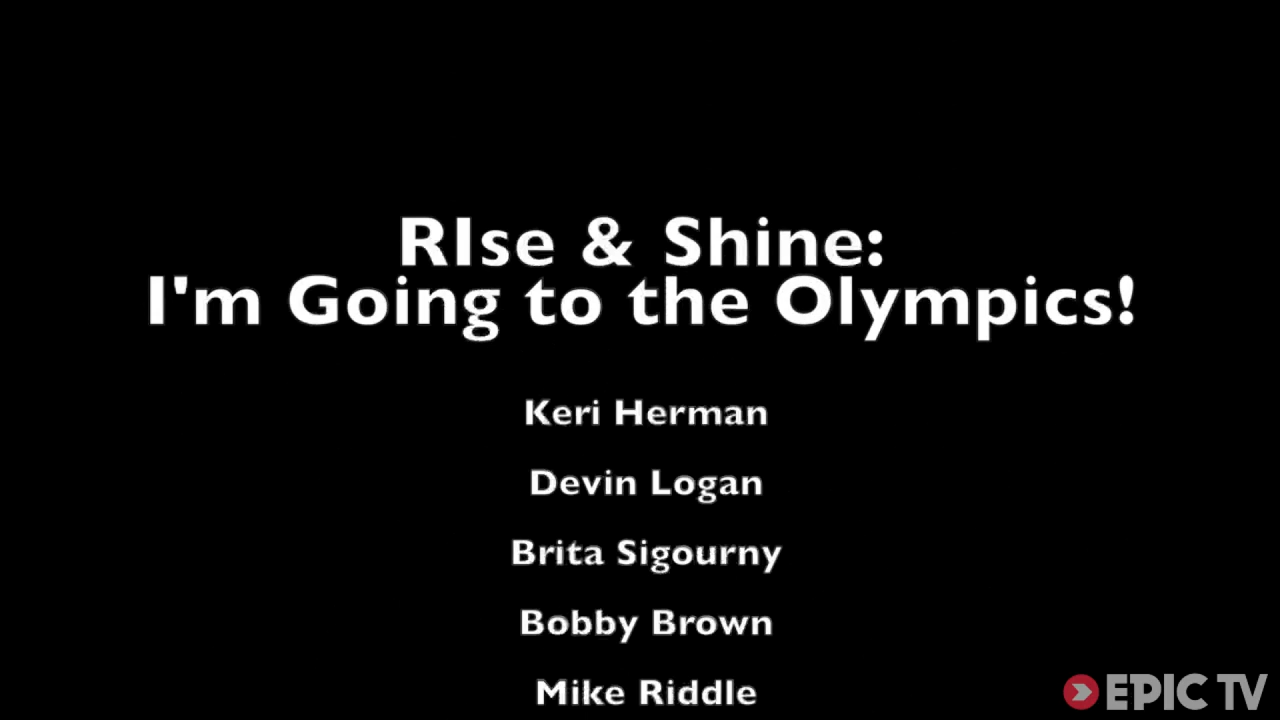 RIse & Shine:
I'm Going to the Olympics!
Keri Herman
Devin Logan
Brita Sigourny
Bobby Brown
Mike Riddle
EPIC TV